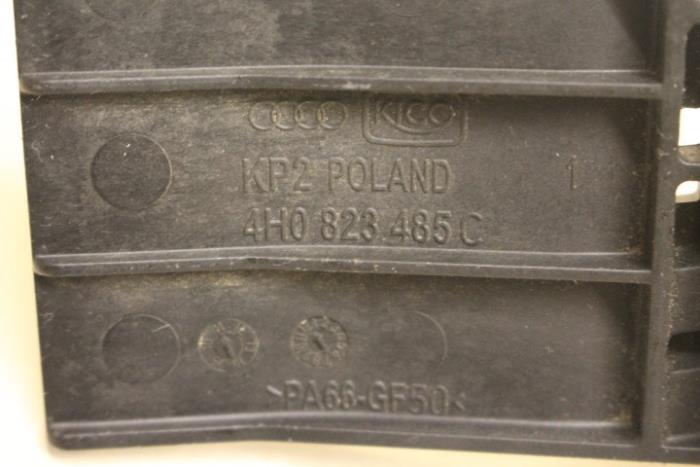 KICO
KP2 POLAND 1
4H0 823 485 C
>PA66-GF50<